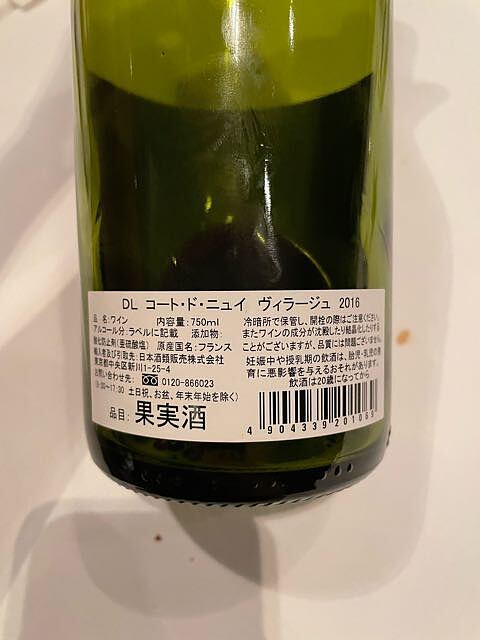 DL コート・ド・ニュイ ヴィラージュ 2016
品名:ワイン 内容量:750ml
アルコール分:ラベルに記載 添加物:
酸化防止剤(亜硫酸塩) 原産国名:フランス
輸入者及び引取先:日本酒類販売株式会社
東京都中央区新川1-25-4
お問い合わせ先: 0120-866023
(9:00~17:30 土日祝、お盆、年末年始を除く)
品目:果実酒
冷暗所で保管し、開栓の際はご注意ください。
またワインの成分が沈殿したり結晶化したりする
ことがございますが、品質には問題ございません。
妊娠中や授乳期の飲酒は、胎児・乳児の発
育に悪影響を与えるおそれがあります。
飲酒は20歳になってから
4 904339 201069